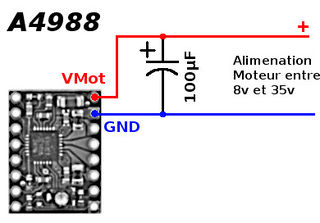 A4988
+
VMot
+
100µF
Alimenation
Moteur entre
8v et 35v
GND